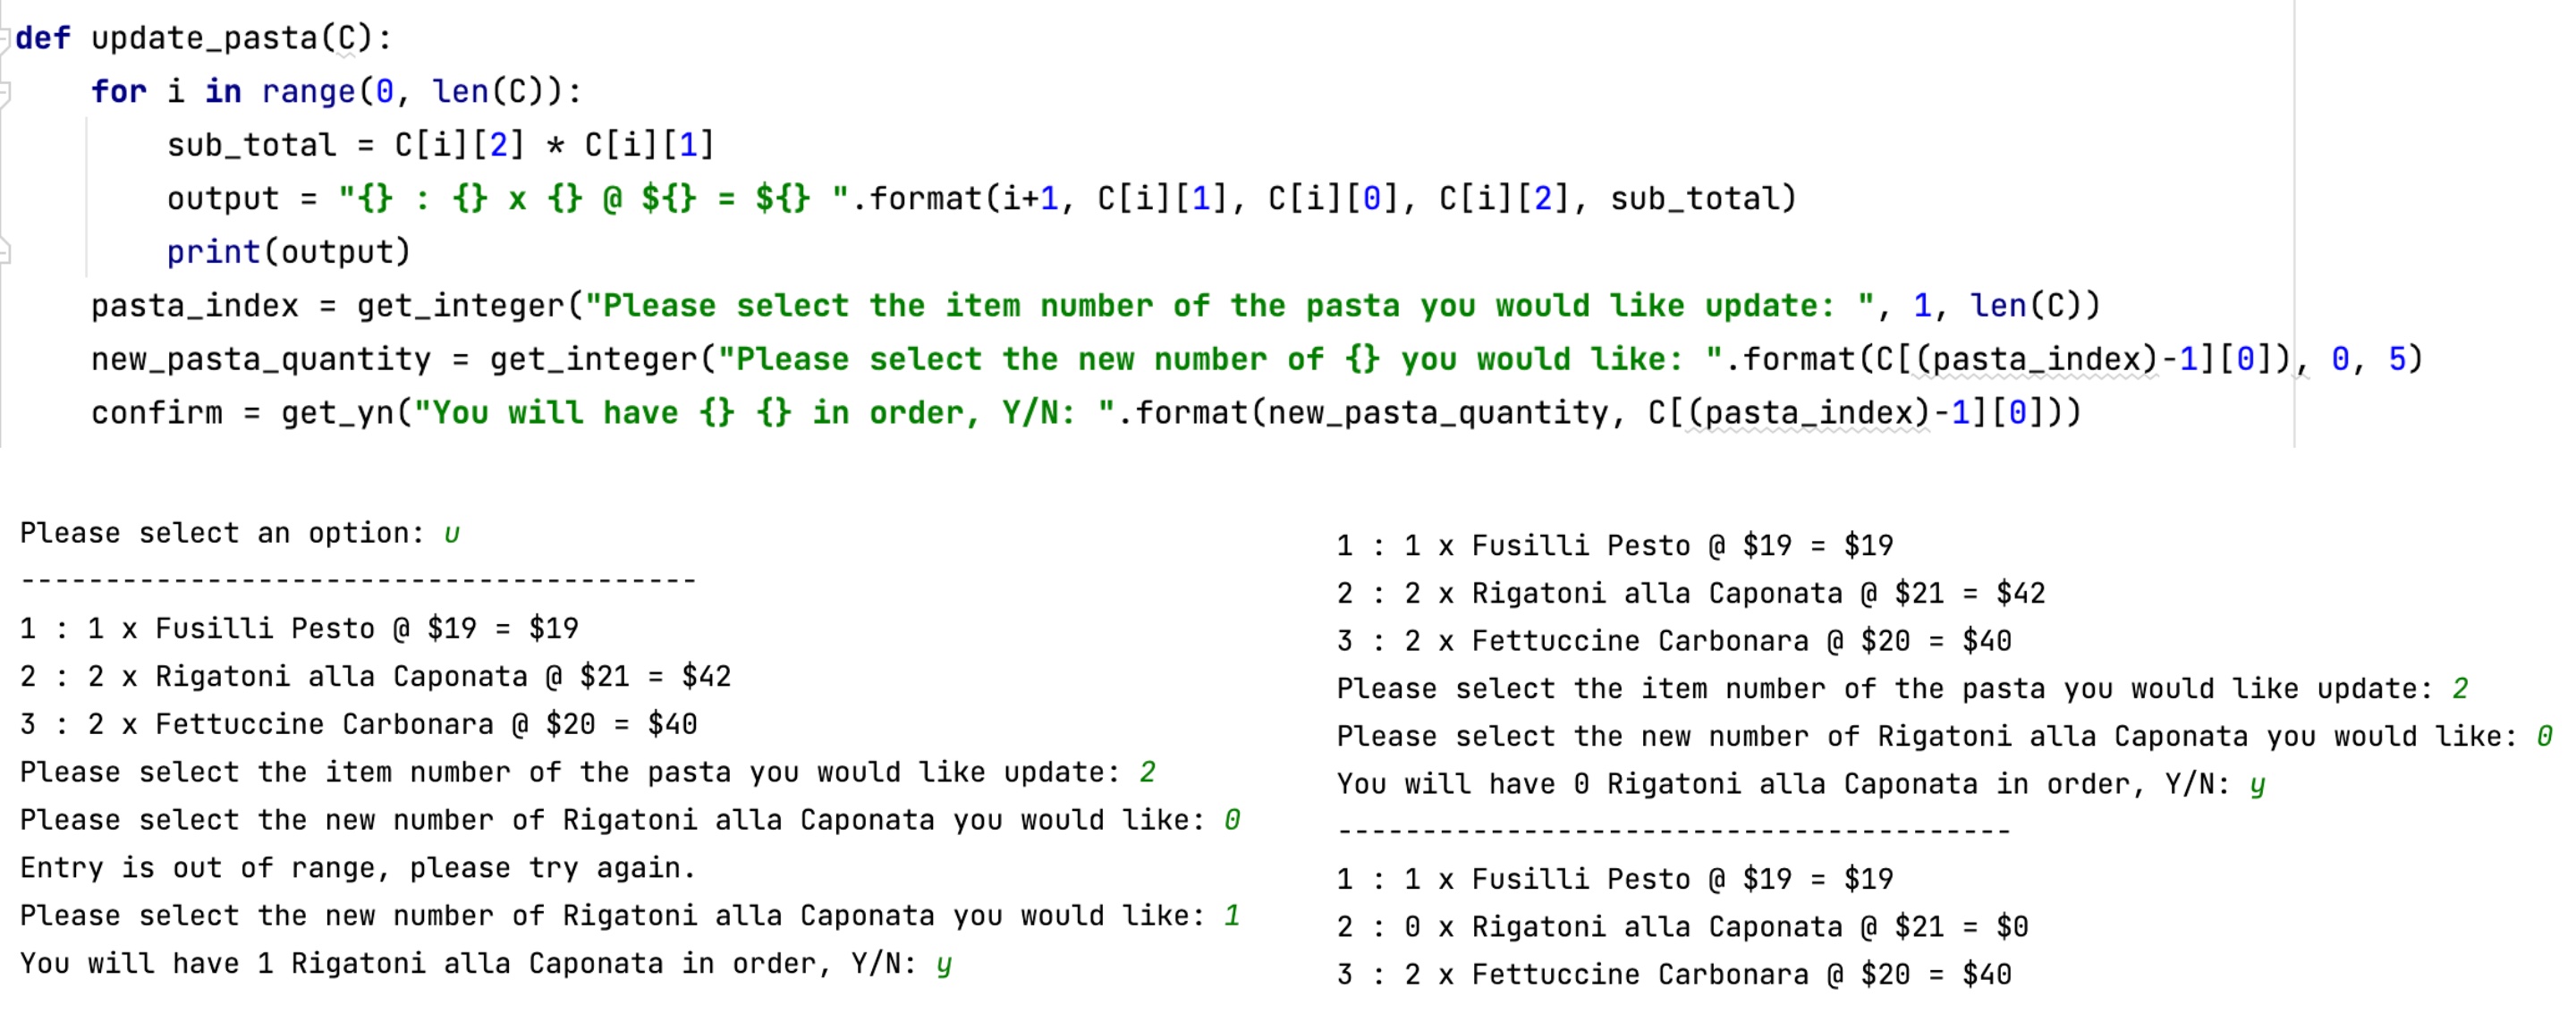 def update_pasta(C):
    for i in range(0, len(C)):
        sub_total = C[i][2] * C[i][1]
        output = "{} : {} x {} @ ${} = ${} ".format(i+1, C[i][1], C[i][0], C[i][2], sub_total)
        print(output)
    pasta_index = get_integer("Please select the item number of the pasta you would like update: ", 1, len(C))
    new_pasta_quantity = get_integer("Please select the new number of {} you would like: ".format(C[(pasta_index)-1][0]), 0, 5)
    confirm = get_yn("You will have {} {} in order, Y/N: ".format(new_pasta_quantity, C[(pasta_index)-1][0]))
Please select an option: u
----------------------------------------
1 : 1 x Fusilli Pesto @ $19 = $19
2 : 2 x Rigatoni alla Caponata @ $21 = $42
3 : 2 x Fettuccine Carbonara @ $20 = $40
Please select the item number of the pasta you would like update: 2
Please select the new number of Rigatoni alla Caponata you would like: 0
Entry is out of range, please try again.
Please select the new number of Rigatoni alla Caponata you would like: 1
You will have 1 Rigatoni alla Caponata in order, Y/N: y
1 : 1 x Fusilli Pesto @ $19 = $19
2 : 2 x Rigatoni alla Caponata @ $21 = $42
3 : 2 x Fettuccine Carbonara @ $20 = $40
Please select the item number of the pasta you would like update: 2
Please select the new number of Rigatoni alla Caponata you would like: 0
You will have 0 Rigatoni alla Caponata in order, Y/N: y
----------------------------------------
1 : 1 x Fusilli Pesto @ $19 = $19
2 : 0 x Rigatoni alla Caponata @ $21 = $0
3 : 2 x Fettuccine Carbonara @ $20 = $40